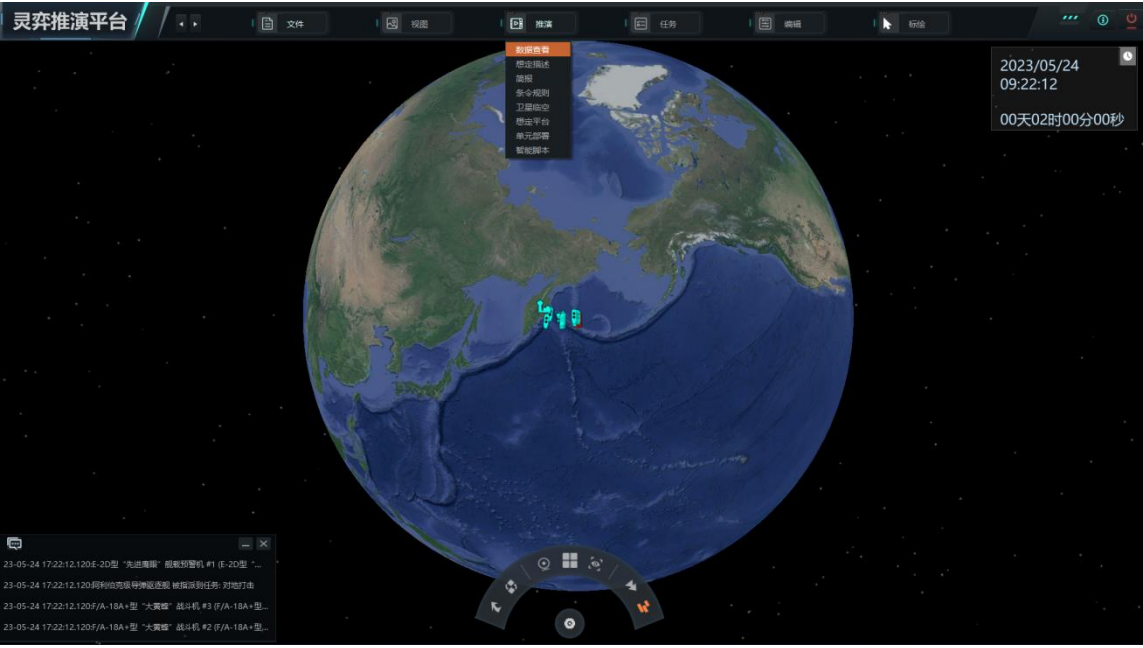 灵弈推演平台
文件
视图
推演
任务
编辑
标绘
数据查看
想定描述
简报
条令规则
卫星临空
想定平台
单元部署
智能脚本
2023/05/24
09:22:12
00天02时00分00秒
23-05-24 17:22:12.120:E-2D型 “先进鹰眼” 舰载预警机 #1 (E-2D型 “...
23-05-24 17:22:12.120:阿利伯克级导弹驱逐舰 被指派到任务: 对地打击
23-05-24 17:22:12.120:F/A-18A+型 “大黄蜂” 战斗机 #3 (F/A-18A+型...
23-05-24 17:22:12.120:F/A-18A+型 “大黄蜂” 战斗机 #2 (F/A-18A+型...